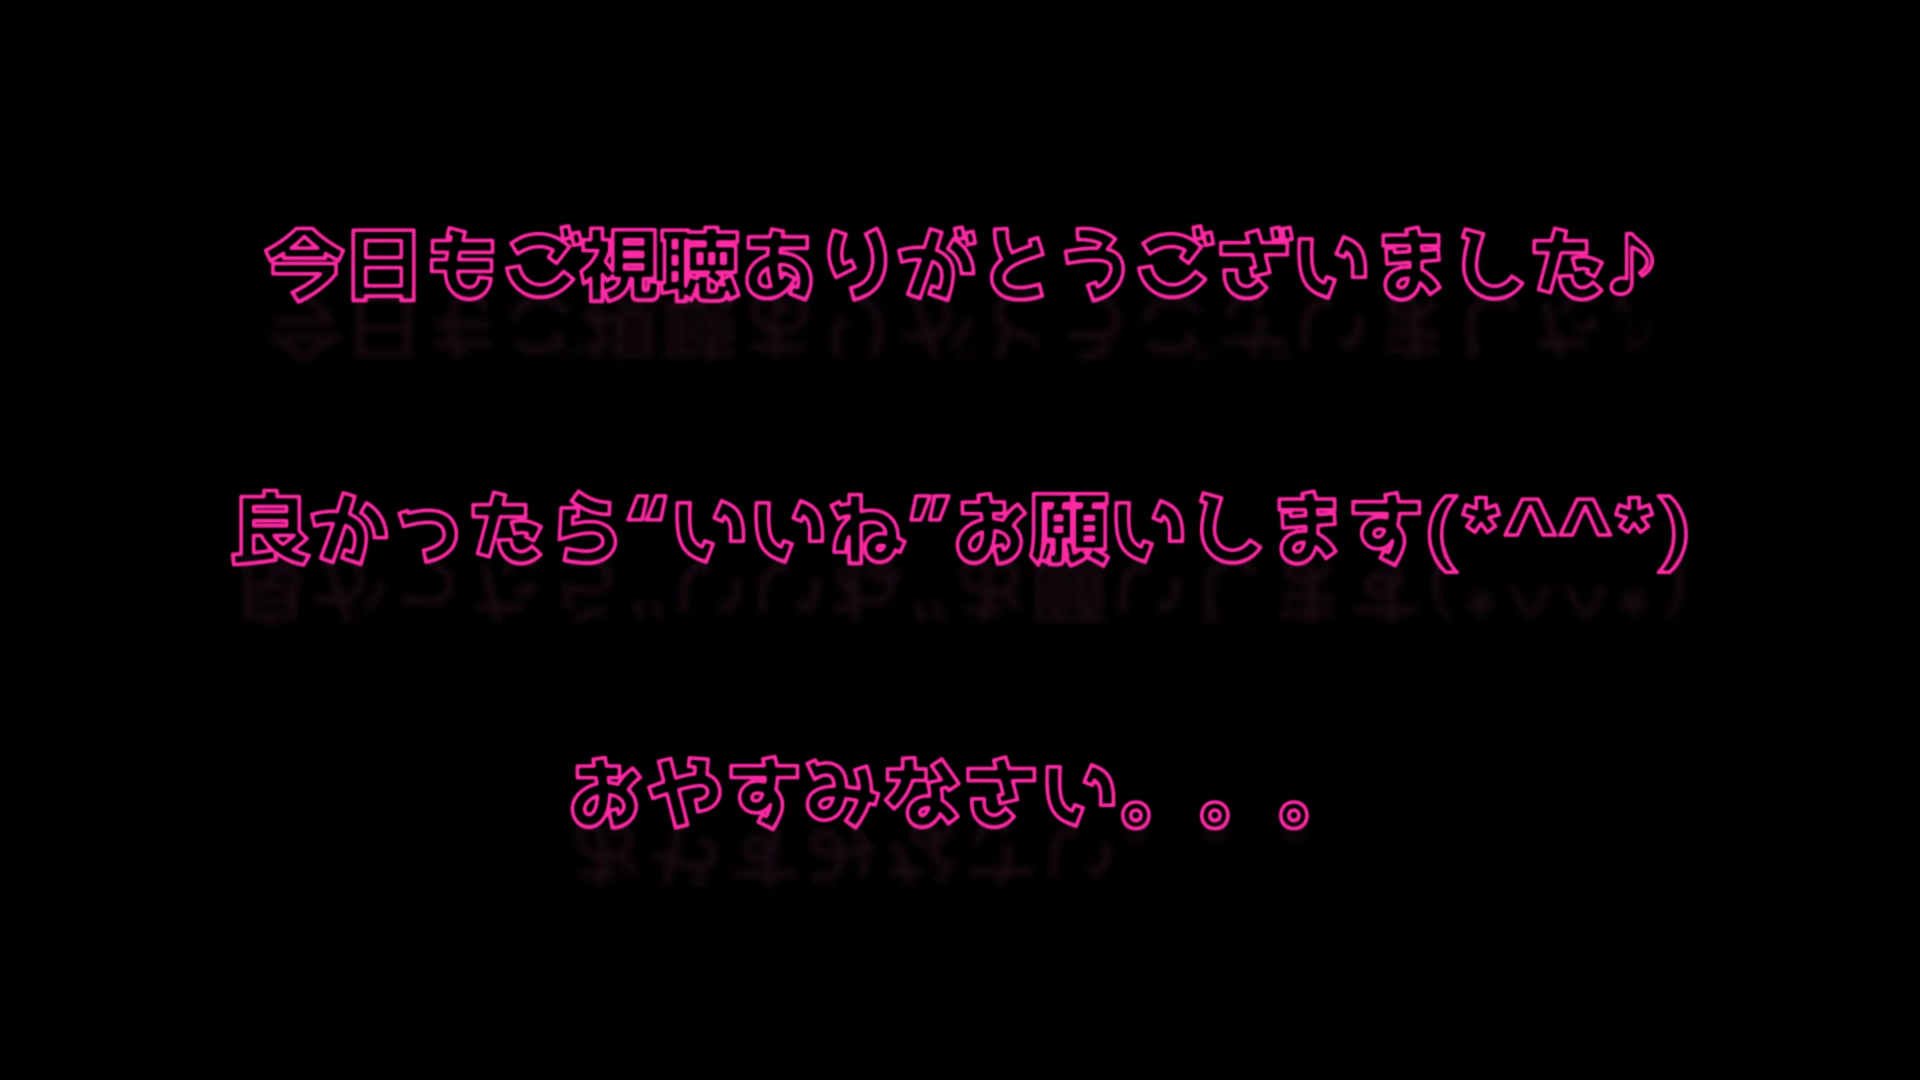 今日もご視聴ありがとうございました♪
良かったら“いいね”お願いします(*^^*)
おやすみなさい。。。